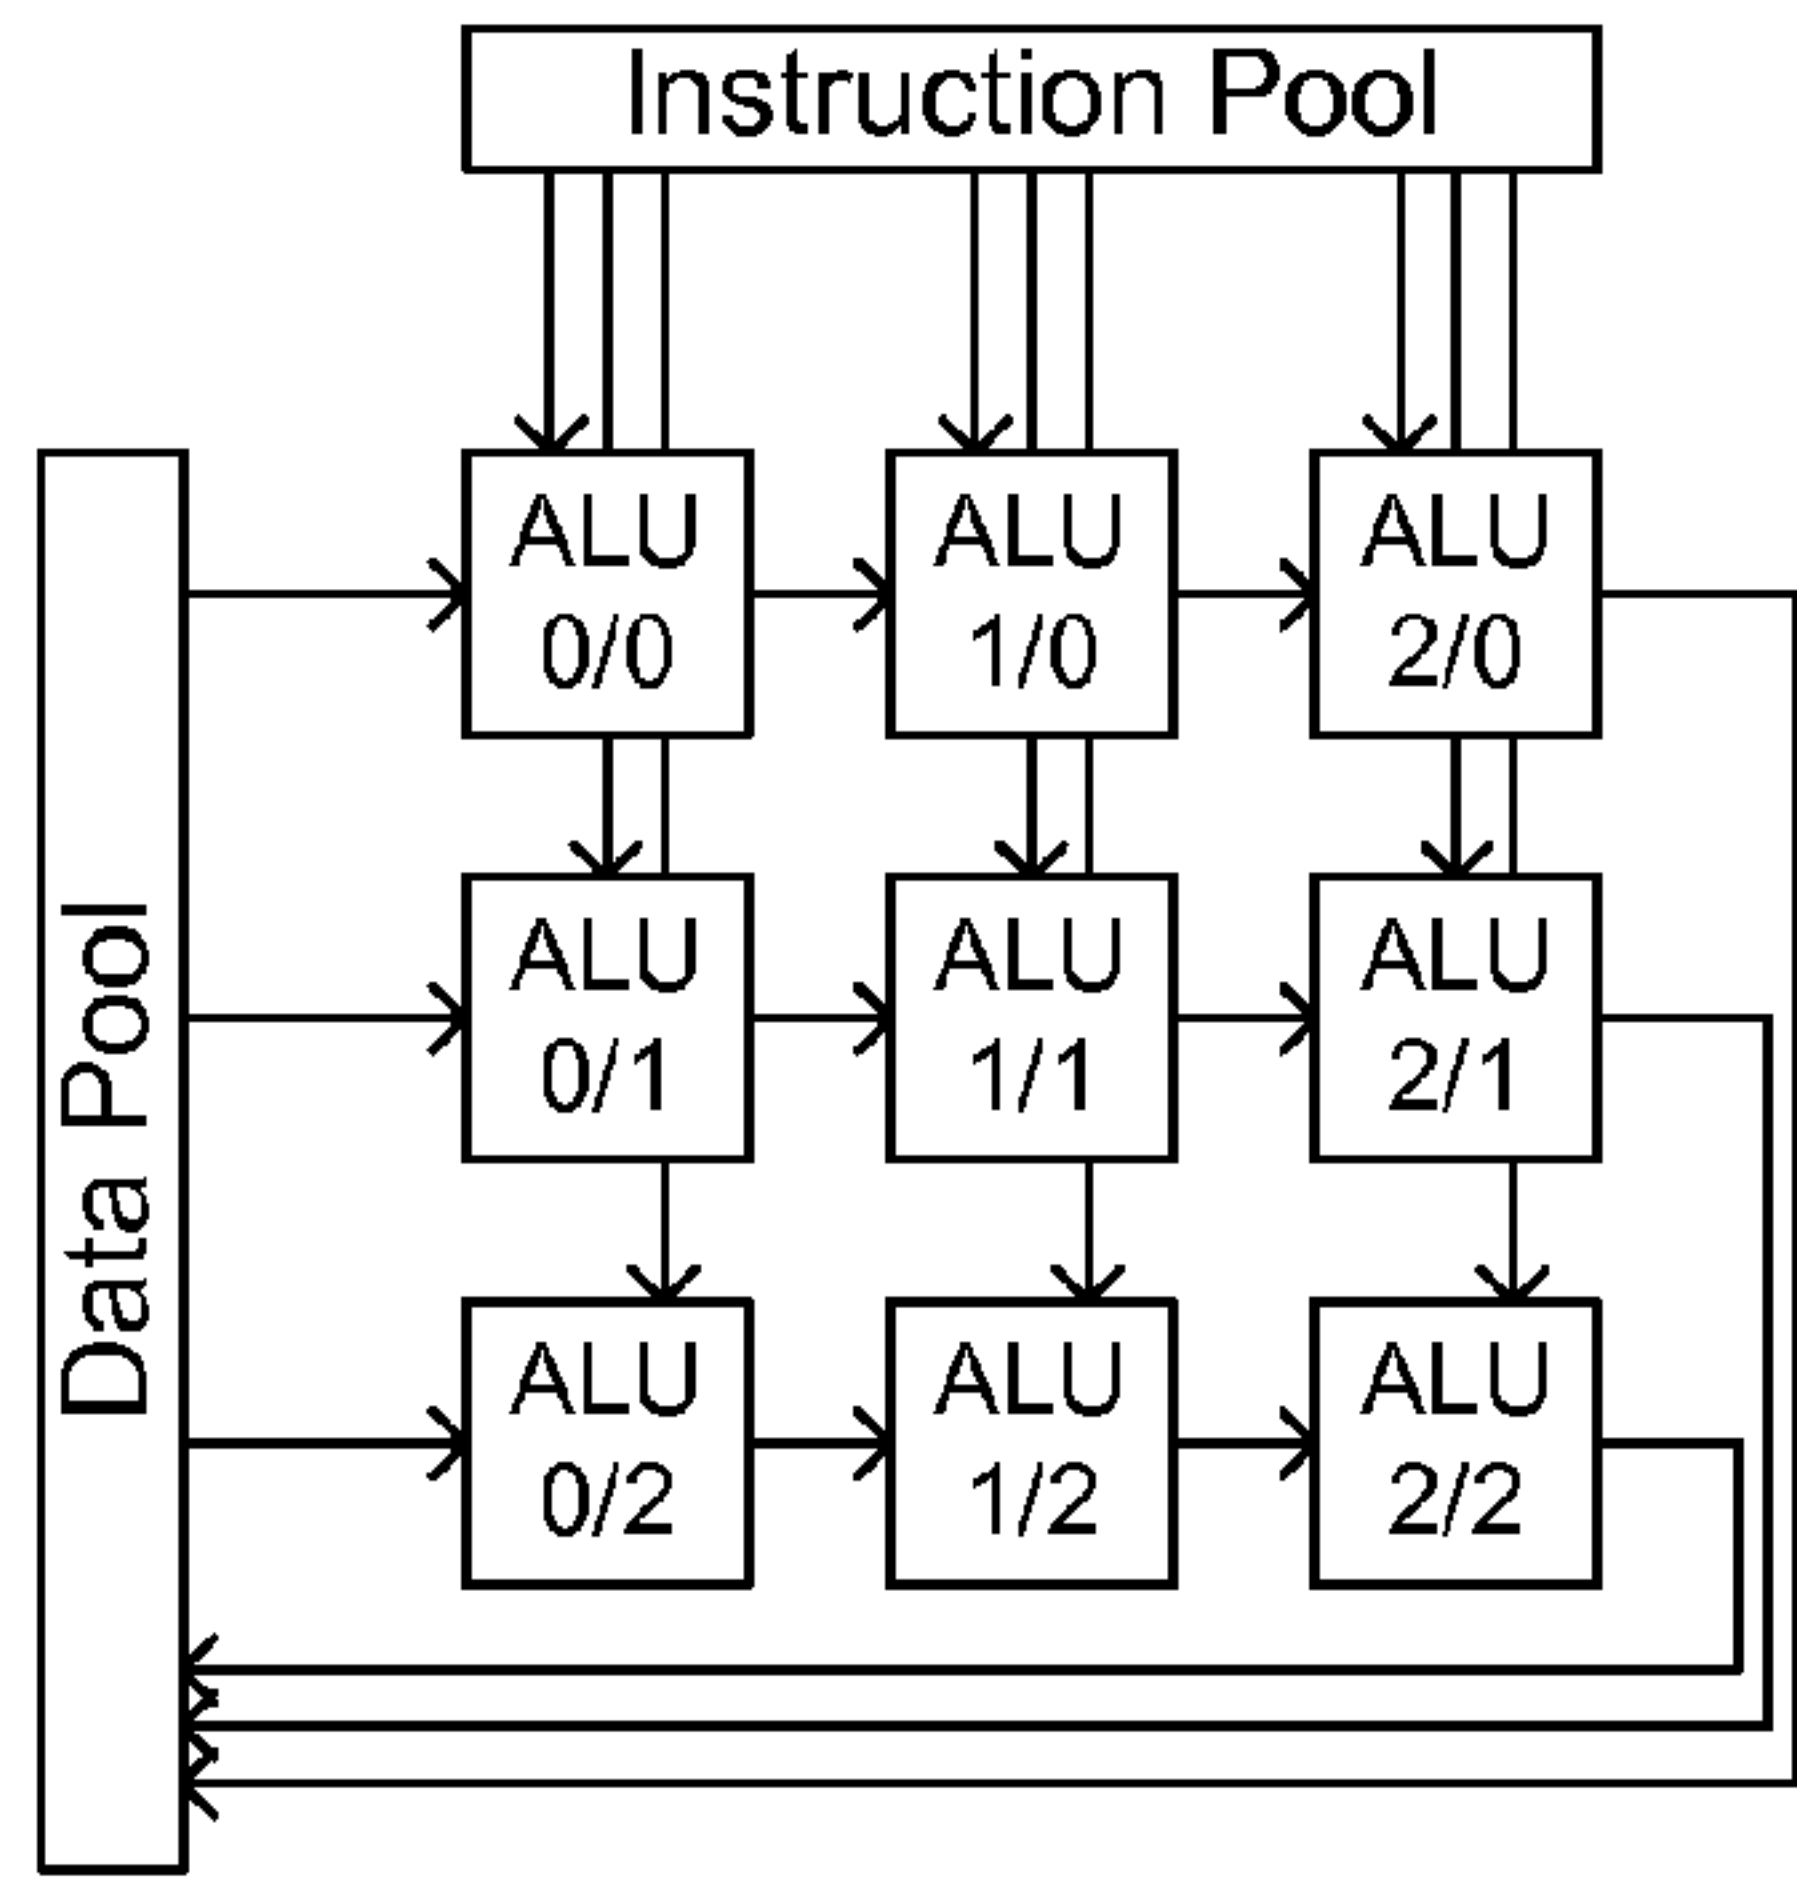 Instruction Pool
Data Pool
ALU
0/0
ALU
1/0
ALU
2/0
ALU
0/1
ALU
1/1
ALU
2/1
ALU
0/2
ALU
1/2
ALU
2/2